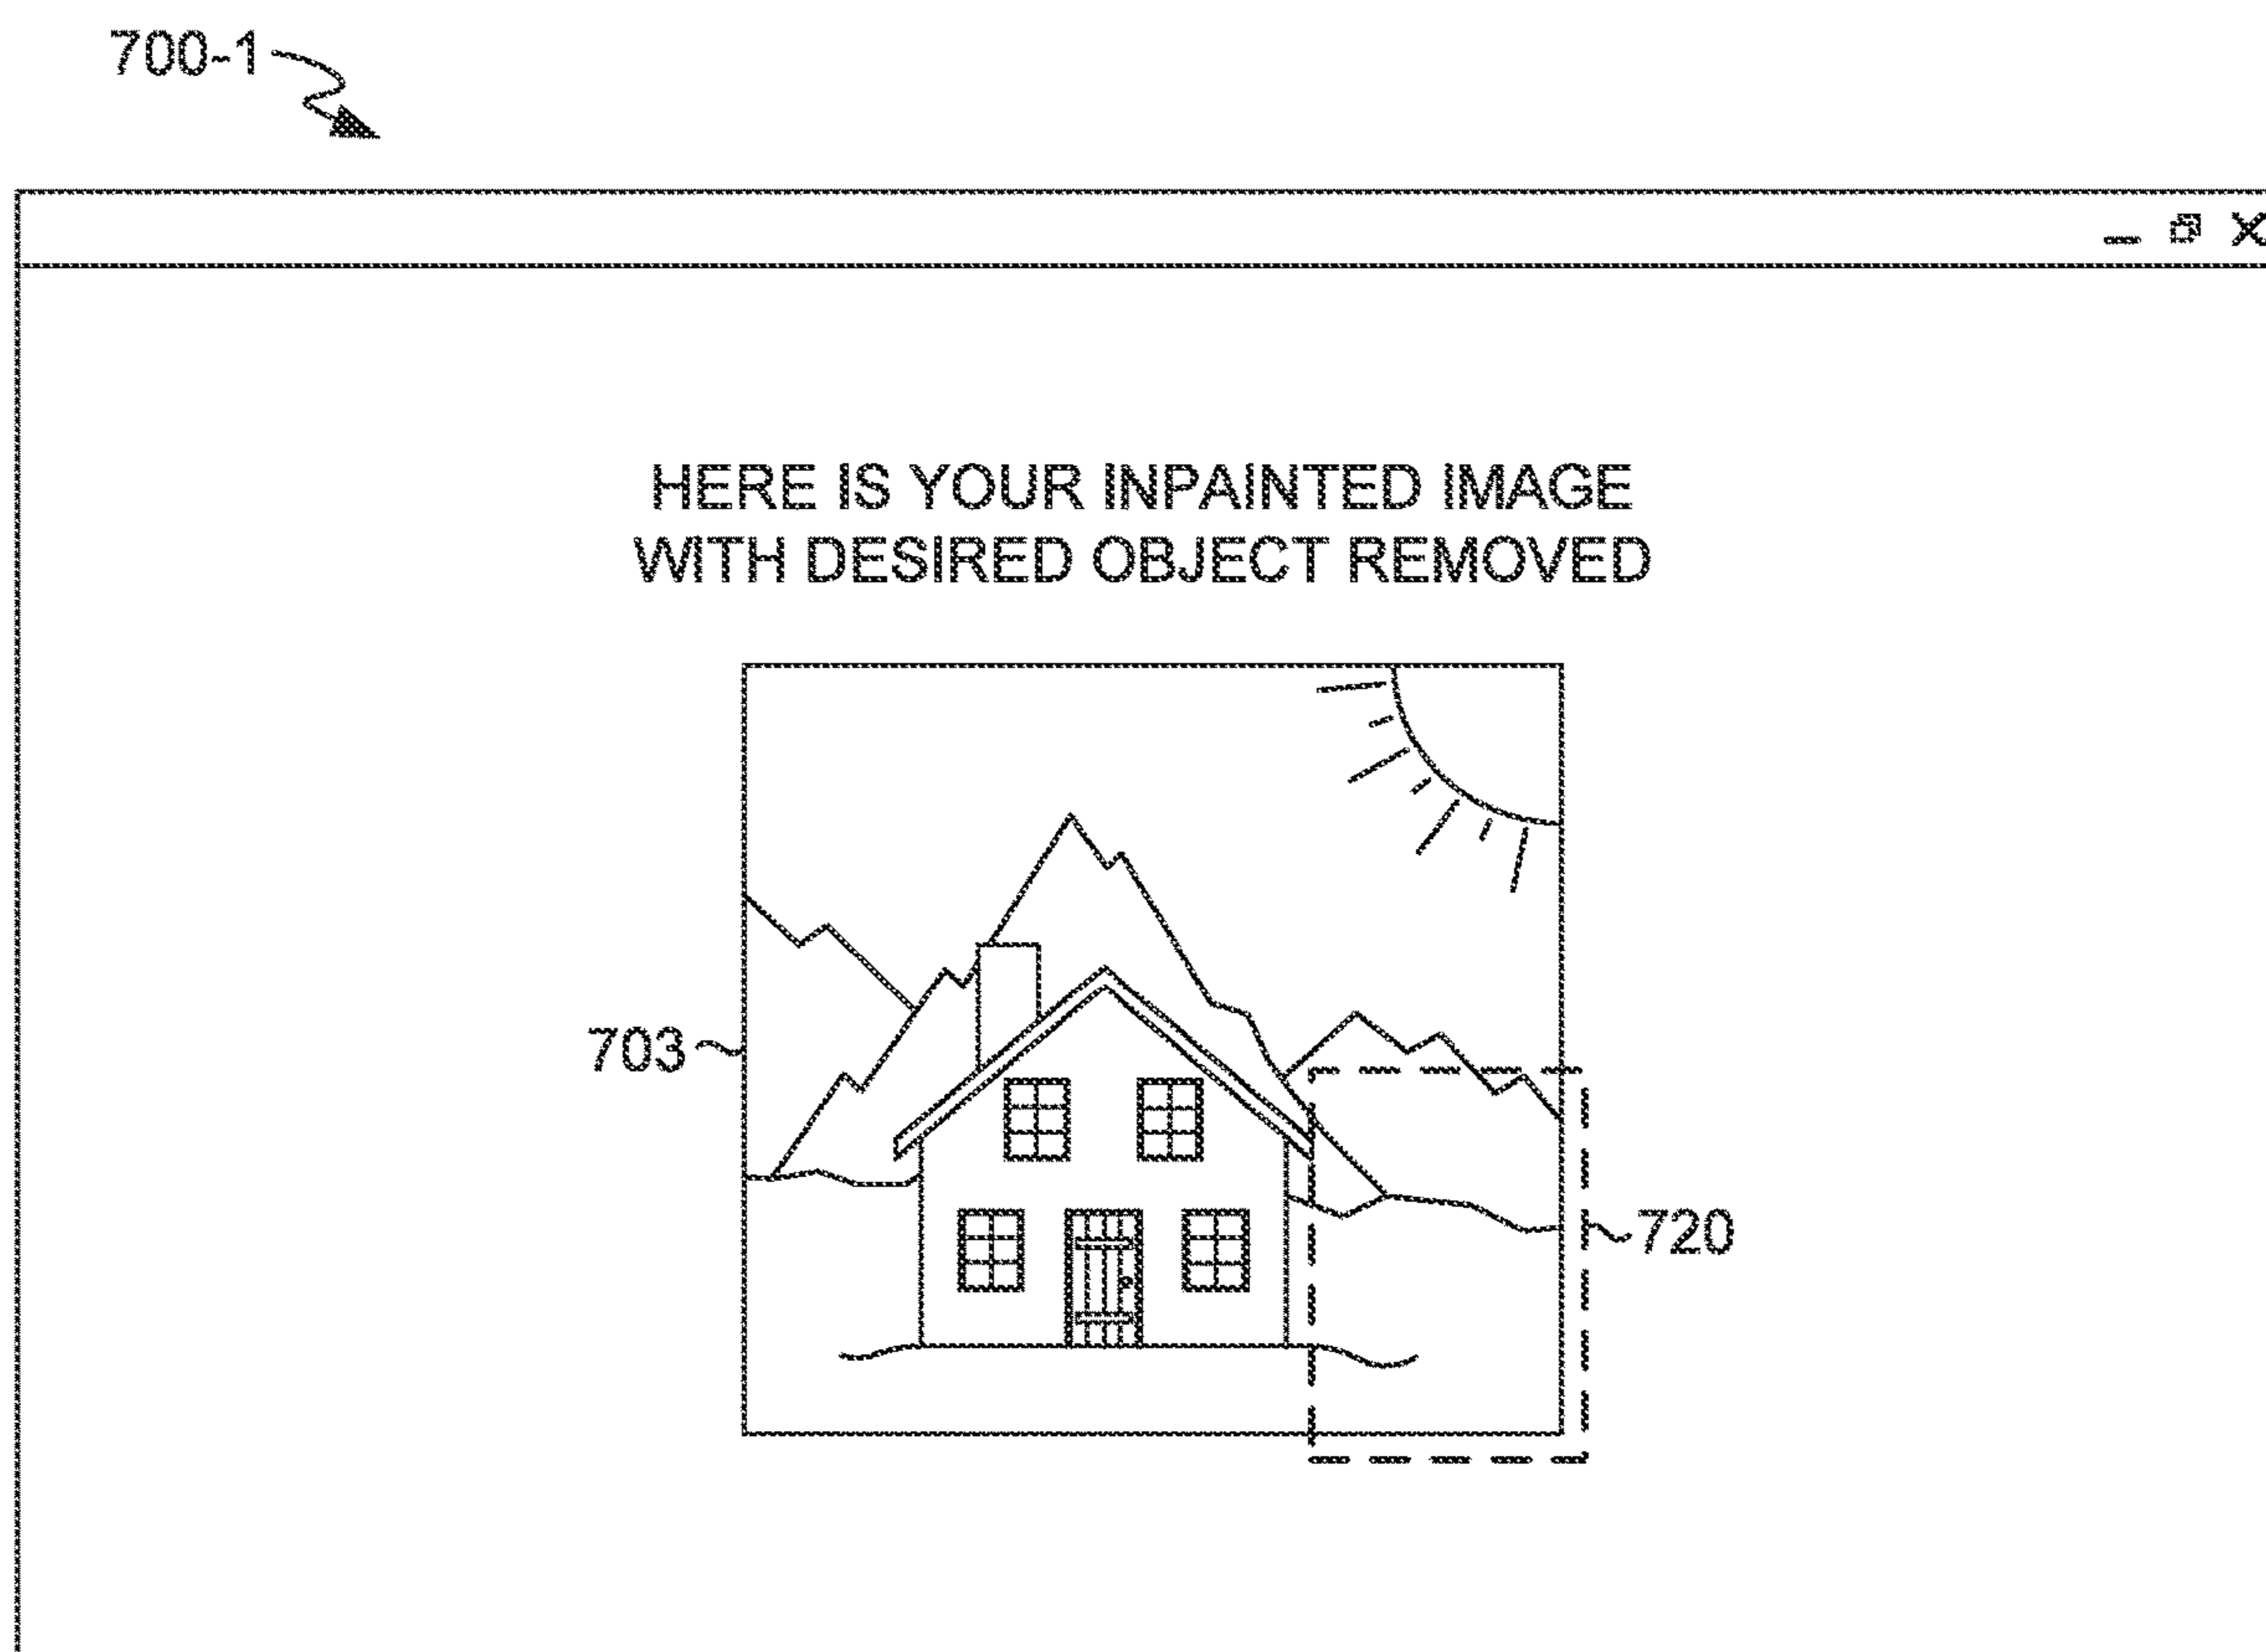 700-1
HERE IS YOUR INPAINTED IMAGE
WITH DESIRED OBJECT REMOVED
703
720